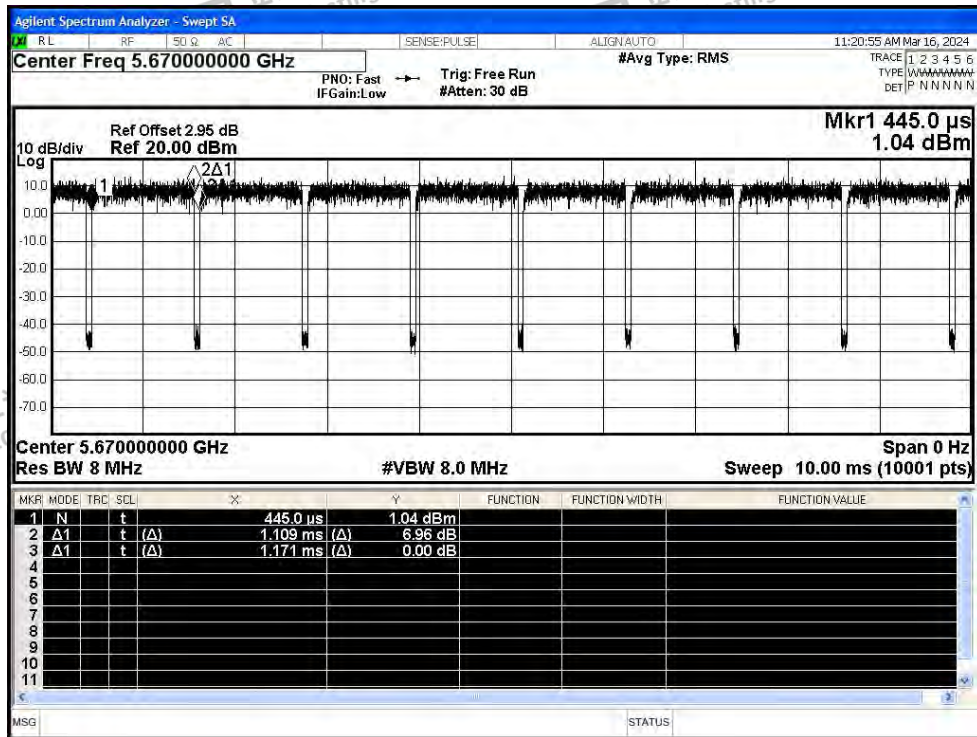 Agilent Spectrum Analyzer - Swept SA
LXI RL RF 50 Ω AC SENSE:PULSE ALIGN AUTO 11:20:55 AM Mar 16, 2024
Center Freq 5.670000000 GHz #Avg Type: RMS TRACE 1 2 3 4 5 6
PNO: Fast Trig: Free Run TYPE WWWWWW
IFGain:Low #Atten: 30 dB DET P N N N N N
Mkr1 445.0 µs
Ref Offset 2.95 dB
10 dB/div Ref 20.00 dBm 1.04 dBm
Log
2Δ1
10.0 1
0.00
-10.0
-20.0
-30.0
-40.0
-50.0
-60.0
-70.0
Center 5.670000000 GHz Span 0 Hz
Res BW 8 MHz #VBW 8.0 MHz Sweep 10.00 ms (10001 pts)
MKR MODE TRC SCL X Y FUNCTION FUNCTION WIDTH FUNCTION VALUE
1 N t 445.0 µs 1.04 dBm
2 Δ1 t (Δ) 1.109 ms (Δ) 6.96 dB
3 Δ1 t (Δ) 1.171 ms (Δ) 0.00 dB
4
5
6
7
8
9
10
11
MSG STATUS